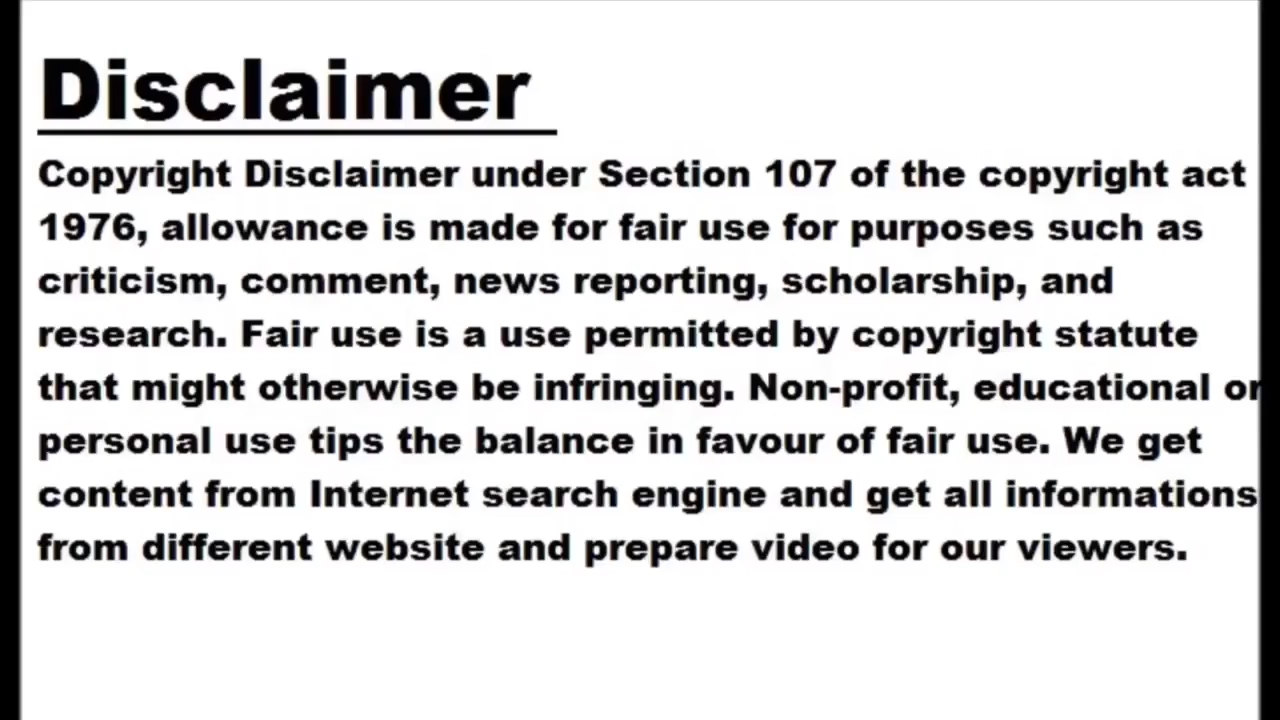 Disclaimer
Copyright Disclaimer under Section 107 of the copyright act
1976, allowance is made for fair use for purposes such as
criticism, comment, news reporting, scholarship, and
research. Fair use is a use permitted by copyright statute
that might otherwise be infringing. Non-profit, educational or
personal use tips the balance in favour of fair use. We get
content from Internet search engine and get all informations
from different website and prepare video for our viewers.